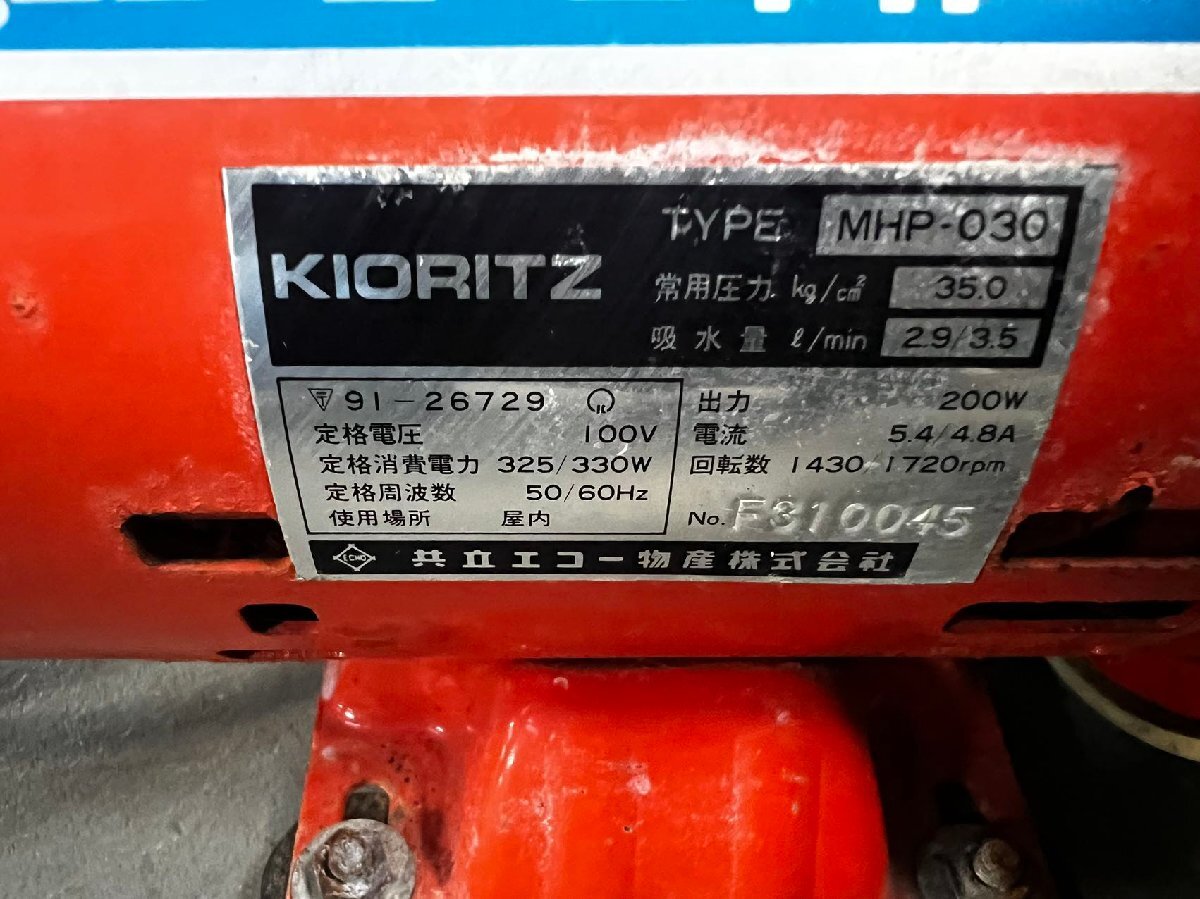 KIORITZ
TYPE MHP-030
常用圧力 kg/cm² 35.0
吸水量 ℓ/min 2.9/3.5
〒 91-26729
定格電圧 100V
定格消費電力 325/330W
定格周波数 50/60Hz
使用場所 屋内
出力 200W
電流 5.4/4.8A
回転数 1430/1720rpm
No. F310045
ECHO 共立エコー物産株式会社